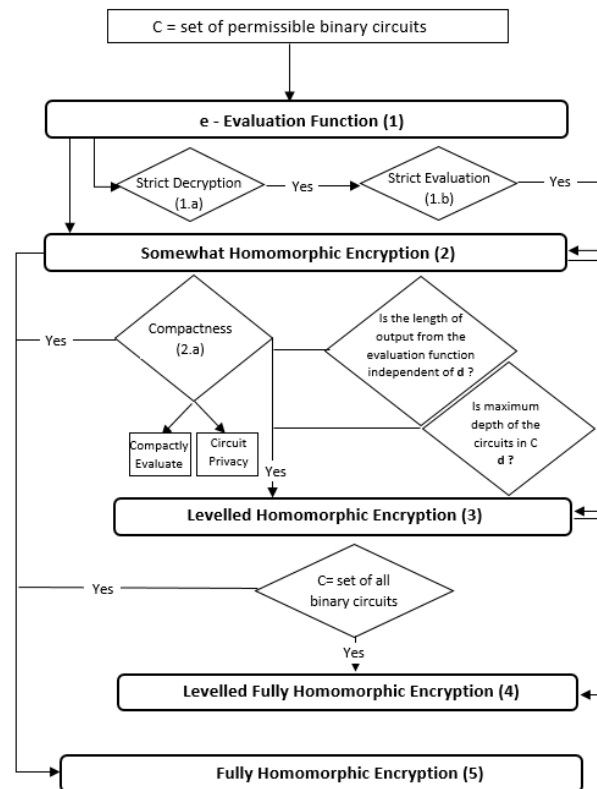 C = set of permissible binary circuits
e - Evaluation Function (1)
Strict Decryption
(1.a)
Yes
Strict Evaluation
(1.b)
Yes
Somewhat Homomorphic Encryption (2)
Yes
Compactness
(2.a)
Is the length of
output from the
evaluation function
independent of d ?
Is maximum
depth of the
circuits in C
d ?
Compactly
Evaluate
Circuit
Privacy
Yes
Levelled Homomorphic Encryption (3)
Yes
C= set of all
binary circuits
Yes
Levelled Fully Homomorphic Encryption (4)
Fully Homomorphic Encryption (5)